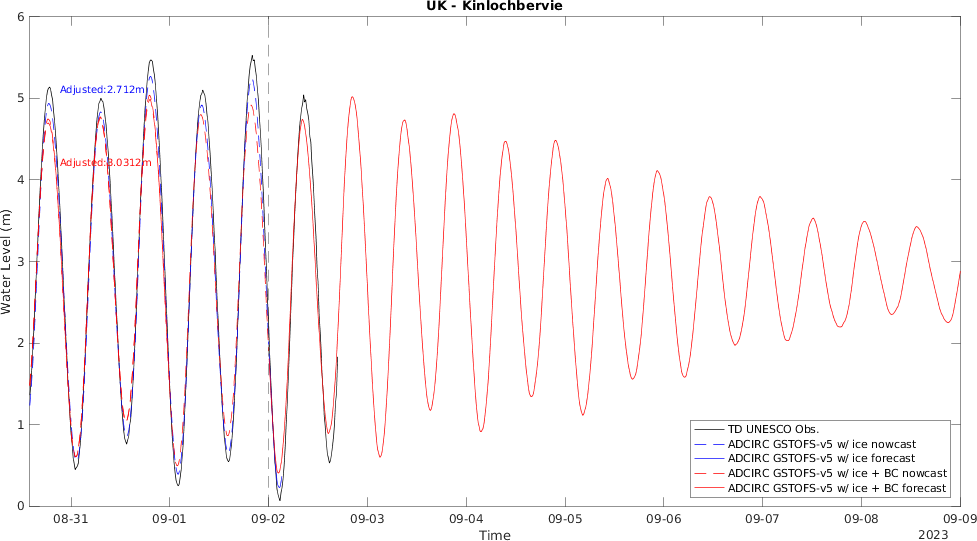 UK - Kinlochbervie
6
5
4
3
2
1
0
Water Level (m)
Adjusted:2.712m
Adjusted:3.0312m
TD UNESCO Obs.
ADCIRC GSTOFS-v5 w/ ice nowcast
ADCIRC GSTOFS-v5 w/ ice forecast
ADCIRC GSTOFS-v5 w/ ice + BC nowcast
ADCIRC GSTOFS-v5 w/ ice + BC forecast
08-31 09-01 09-02 09-03 09-04 09-05 09-06 09-07 09-08 09-09
Time
2023